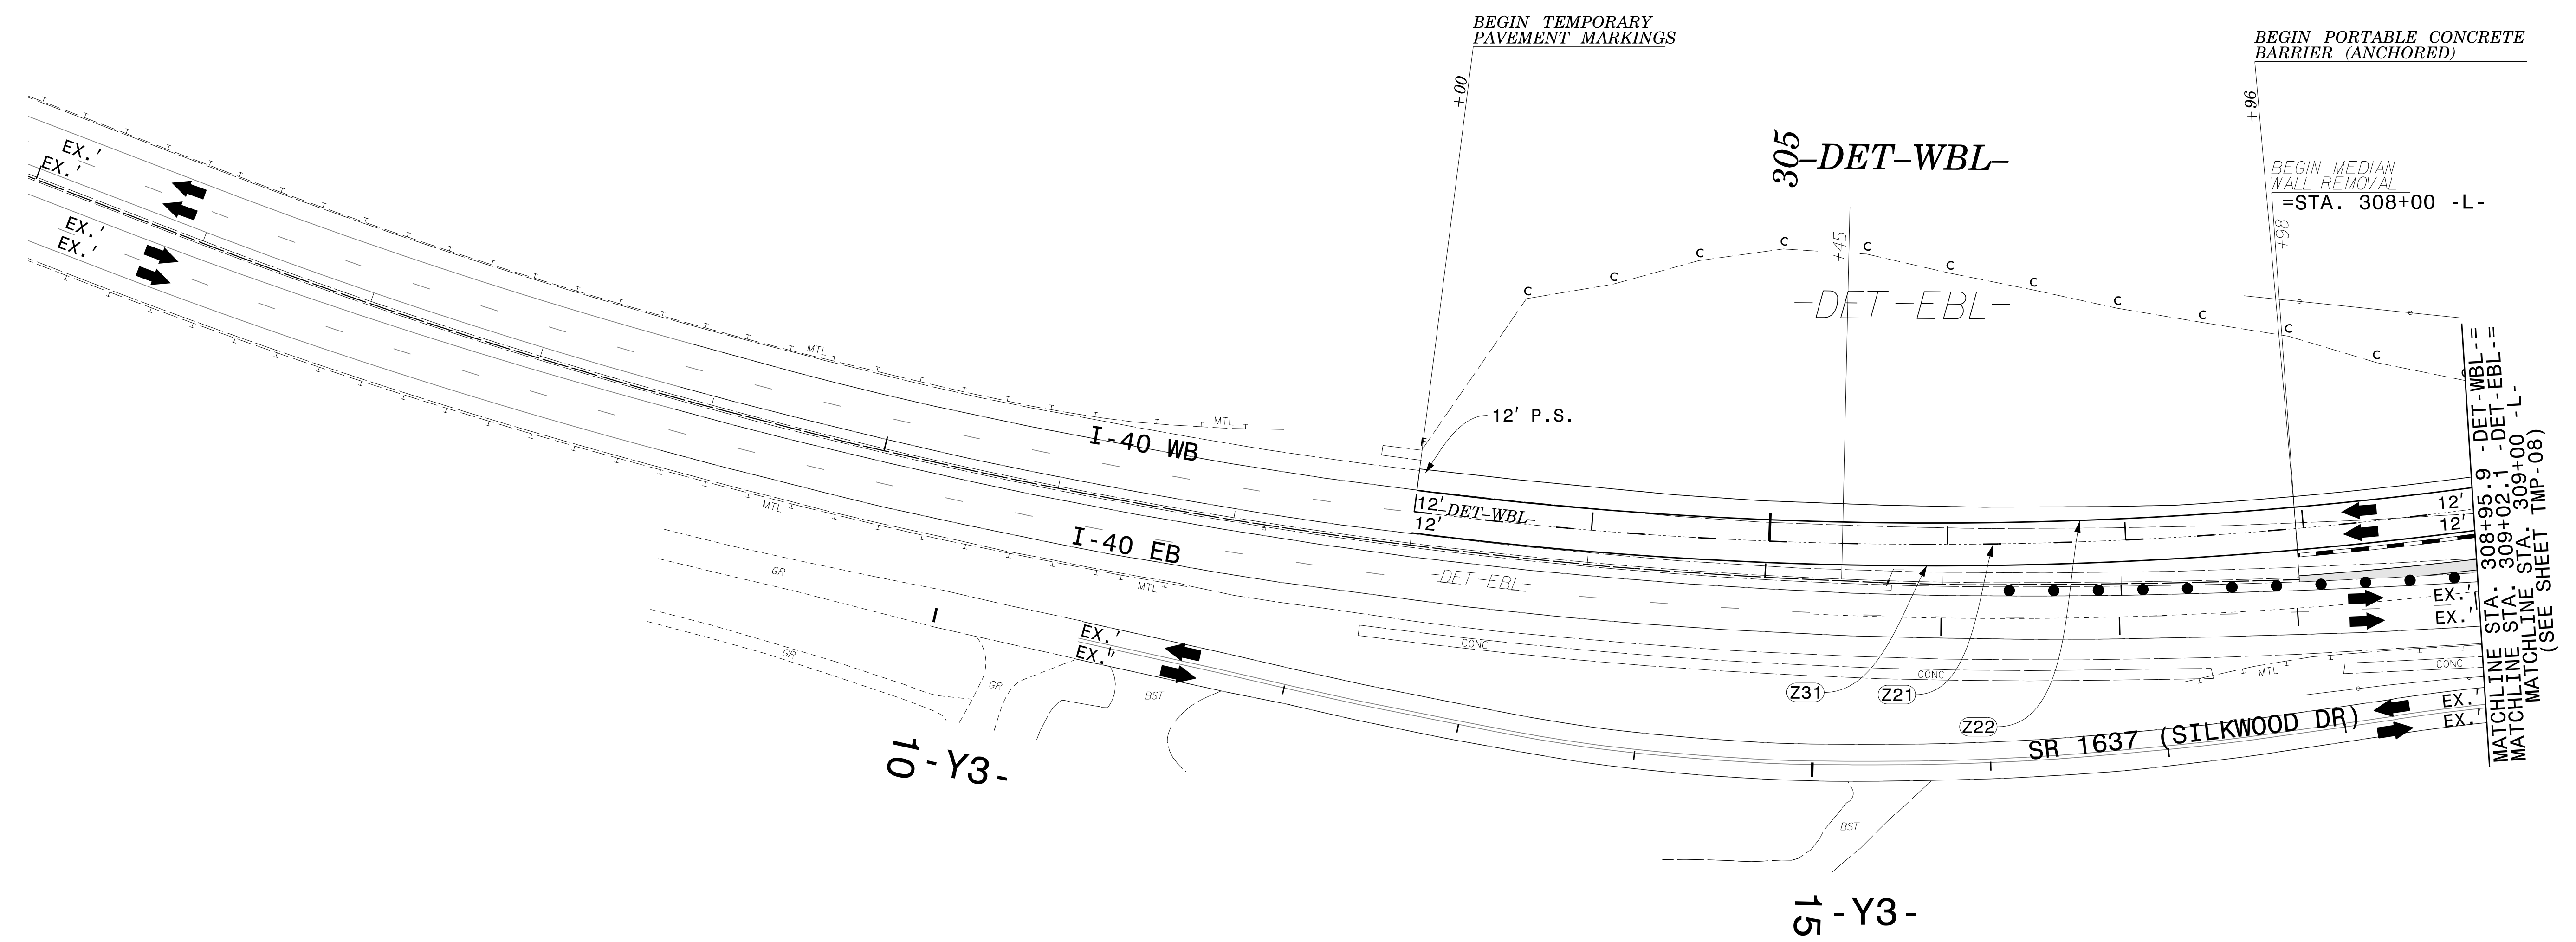 BEGIN TEMPORARY
PAVEMENT MARKINGS
+00
BEGIN PORTABLE CONCRETE
BARRIER (ANCHORED)
+96
305
-DET-WBL-
BEGIN MEDIAN
WALL REMOVAL
=STA. 308+00 -L-
+98
+45
-DET-EBL-
C
C
C
C
C
C
C
C
C
C
C
EX.'
EX.'
EX.'
EX.'
MTL
MTL
I-40 WB
F
12' P.S.
12'
-DET-WBL-
12'
12'
12'
MTL
I-40 EB
MTL
-DET-EBL-
EX.'
EX.'
GR
GR
GR
EX.'
EX.'
BST
CONC
CONC
MTL
CONC
Z31
Z21
Z22
EX.'
EX.'
SR 1637 (SILKWOOD DR)
10
-Y3-
BST
15
-Y3-
MATCHLINE STA. 308+95.9 -DET-WBL-=
MATCHLINE STA. 309+02.1 -DET-EBL-=
MATCHLINE STA. 309+00 -L-
(SEE SHEET TMP-08)